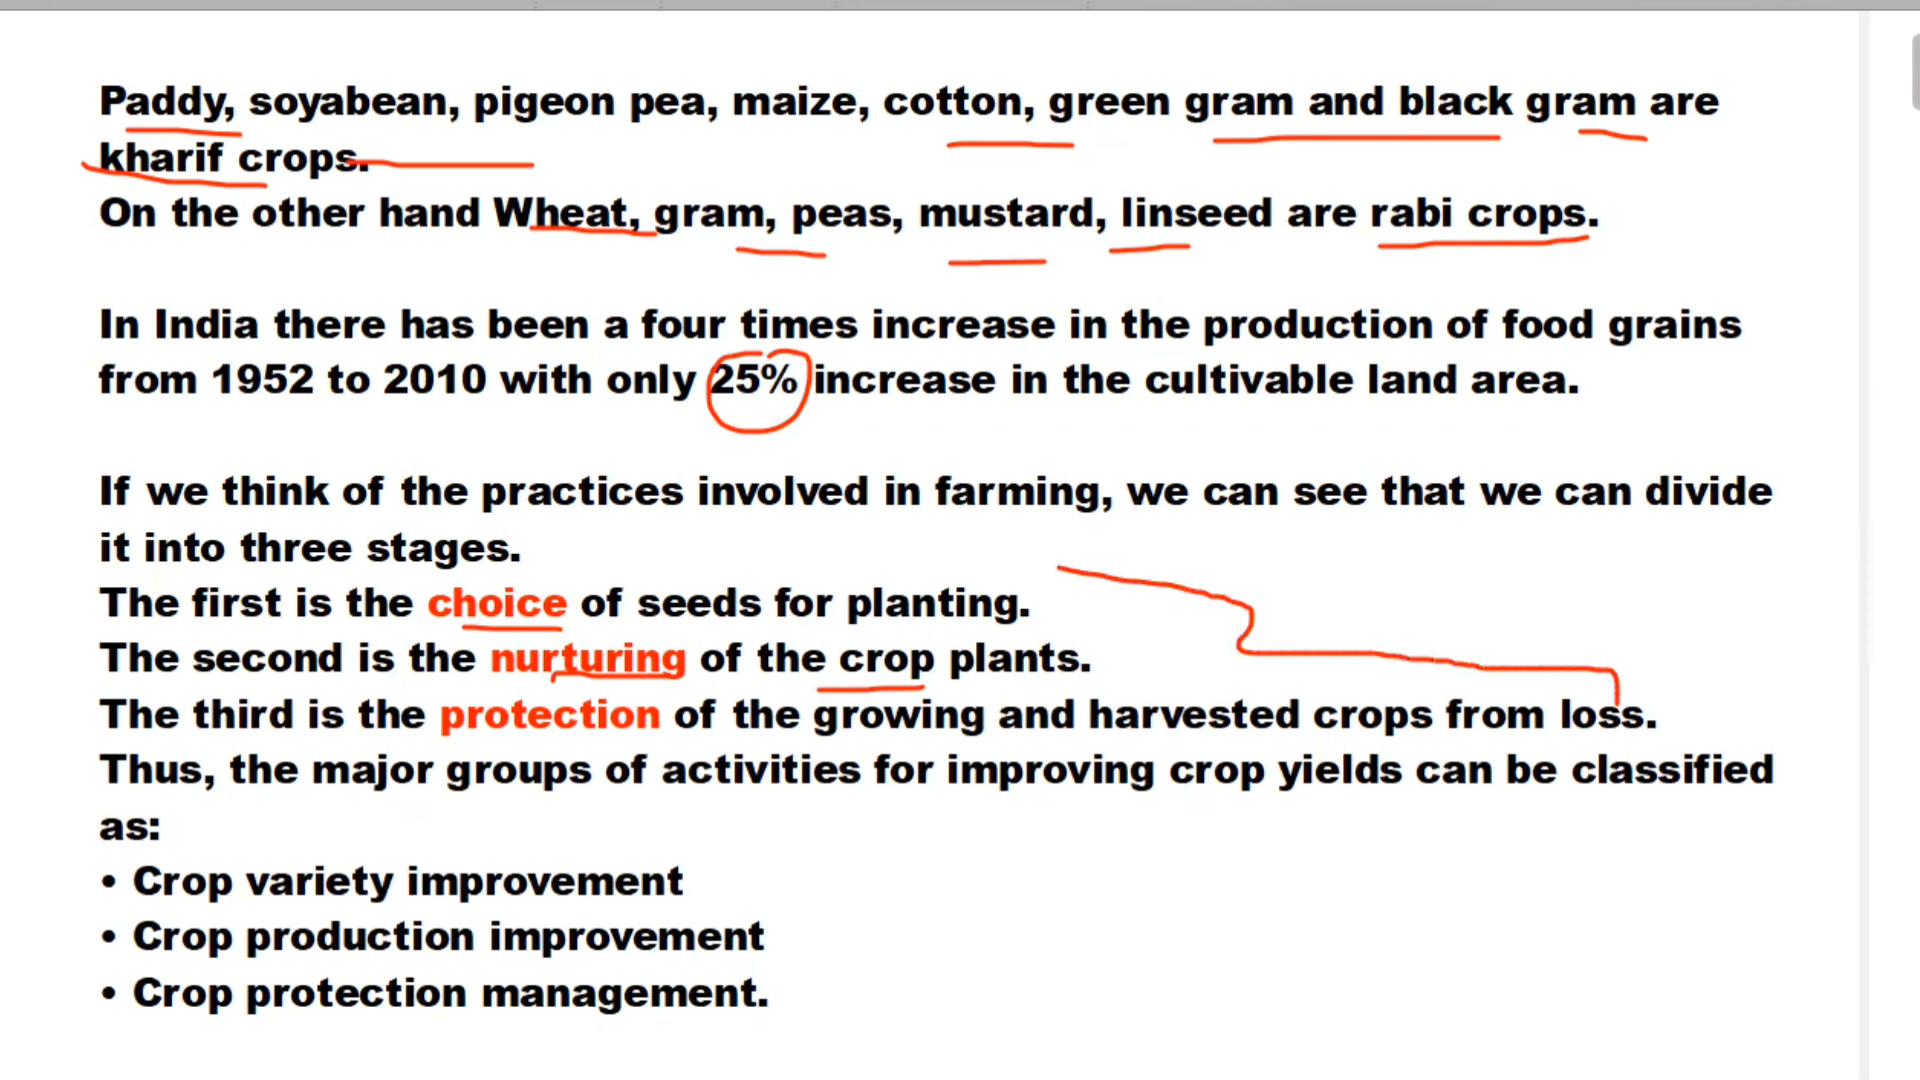 Paddy, soyabean, pigeon pea, maize, cotton, green gram and black gram are
kharif crops.
On the other hand Wheat, gram, peas, mustard, linseed are rabi crops.
In India there has been a four times increase in the production of food grains
from 1952 to 2010 with only 25% increase in the cultivable land area.
If we think of the practices involved in farming, we can see that we can divide
it into three stages.
The first is the choice of seeds for planting.
The second is the nurturing of the crop plants.
The third is the protection of the growing and harvested crops from loss.
Thus, the major groups of activities for improving crop yields can be classified
as:
• Crop variety improvement
• Crop production improvement
• Crop protection management.